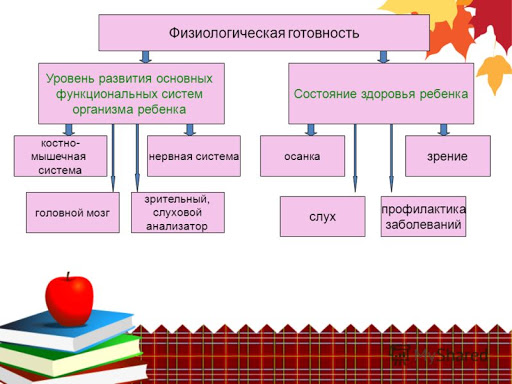 Физиологическая готовность
Уровень развития основных
функциональных систем
организма ребенка
Состояние здоровья ребенка
костно-
мышечная
система
нервная система
осанка
зрение
головной мозг
зрительный,
слуховой
анализатор
слух
профилактика
заболеваний
MyShared